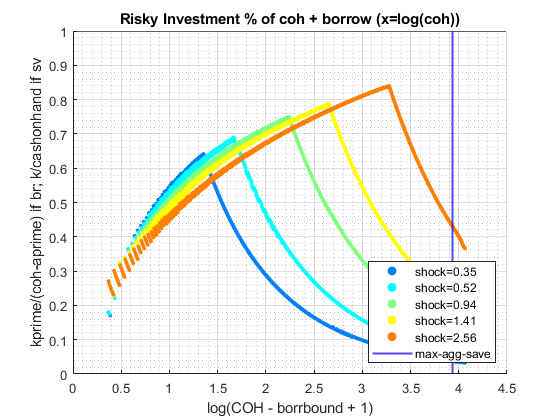 Risky Investment % of coh + borrow (x=log(coh))
kprime/(coh-aprime) if br; k/cashonhand if sv
1
0.9
0.8
0.7
0.6
0.5
0.4
0.3
0.2
0.1
0
shock=0.35
shock=0.52
shock=0.94
shock=1.41
shock=2.56
max-agg-save
0 0.5 1 1.5 2 2.5 3 3.5 4 4.5
log(COH - borrbound + 1)